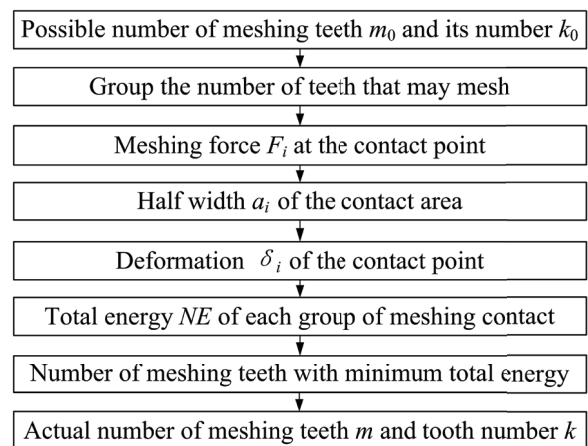 Possible number of meshing teeth m₀ and its number k₀
Group the number of teeth that may mesh
Meshing force Fᵢ at the contact point
Half width aᵢ of the contact area
Deformation δᵢ of the contact point
Total energy NE of each group of meshing contact
Number of meshing teeth with minimum total energy
Actual number of meshing teeth m and tooth number k